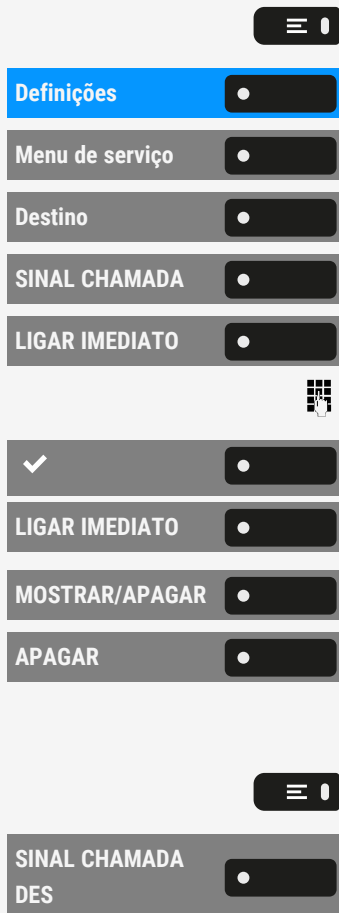 Definições
Menu de serviço
Destino
SINAL CHAMADA
LIGAR IMEDIATO
LIGAR IMEDIATO
MOSTRAR/APAGAR
APAGAR
SINAL CHAMADA
DES